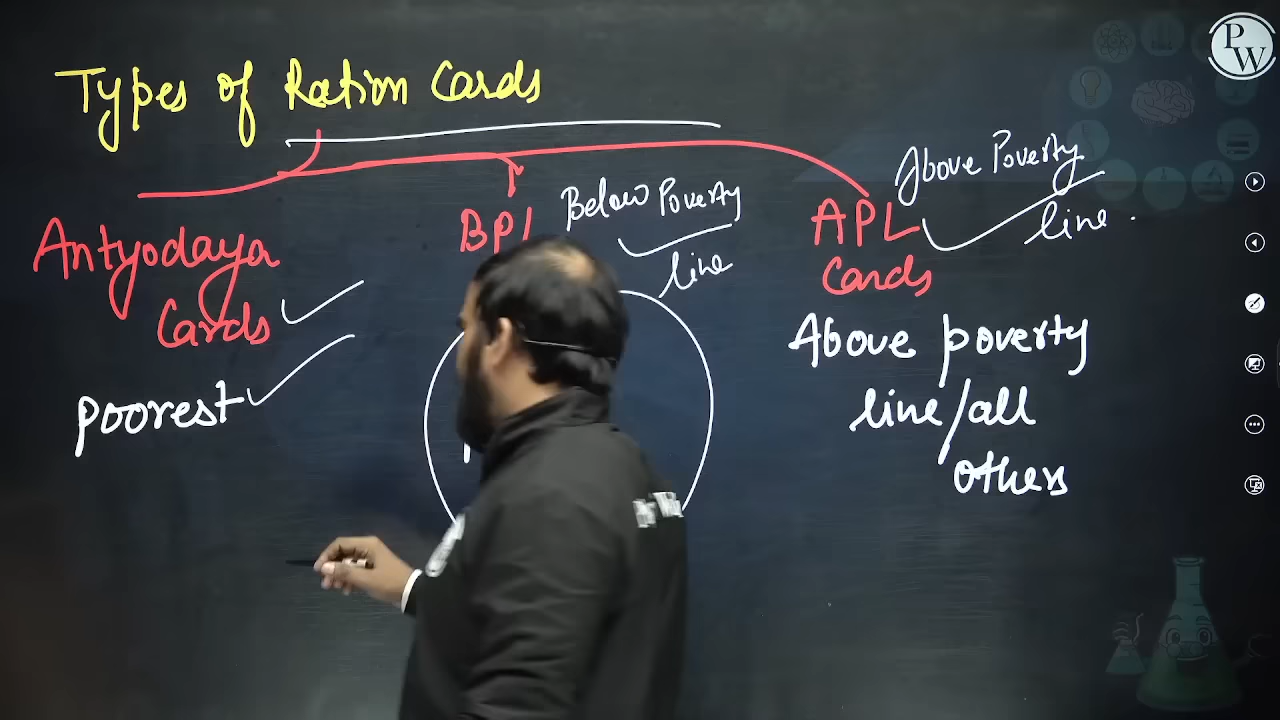 Types of Ration Cards
Antyodaya
Cards
poorest
BPL
Below Poverty
line
APL
Cards
Above Poverty
line.
Above poverty
line/all
others
PW